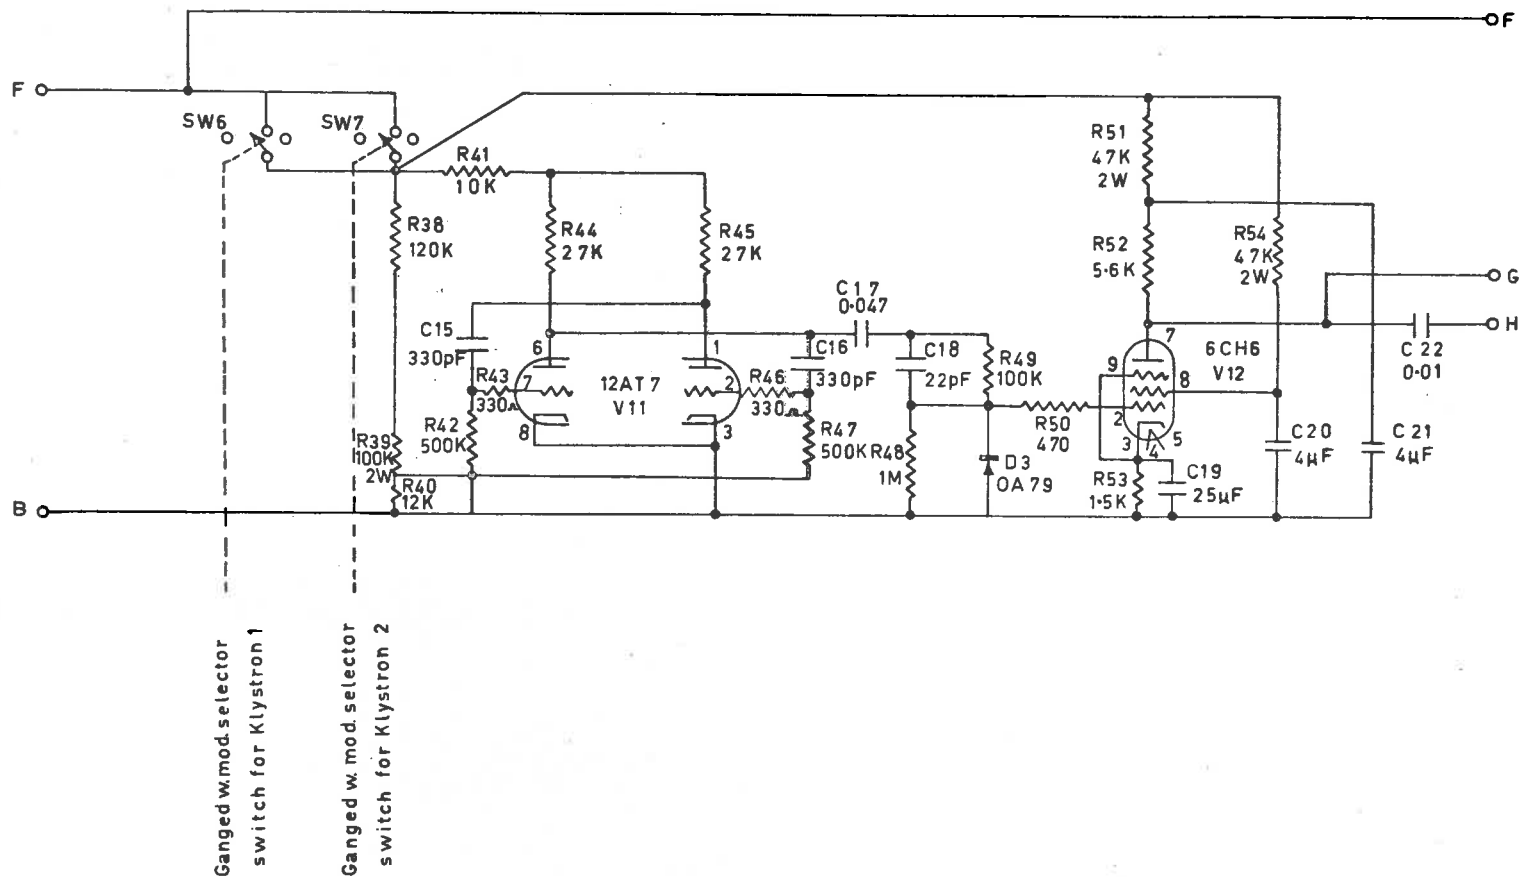 F
F
SW6
SW7
R41
10K
R51
47K
2W
R38
120K
R44
27K
R45
27K
R52
5·6K
R54
47K
2W
G
C17
0·047
C15
330pF
6
1
C16
330pF
C18
22pF
R49
100K
7
6CH6
V12
C22
0·01
H
R43
330Ω
7
12AT7
V11
2
R46
330Ω
9
8
2
R42
500K
8
3
R47
500K
R50
470
3
4
5
R39
100K
2W
R48
1M
D3
OA79
C20
4μF
C21
4μF
R40
12K
R53
1·5K
C19
25μF
B
Ganged w.mod.selector
switch for Klystron 1
Ganged w. mod. selector
switch for Klystron 2